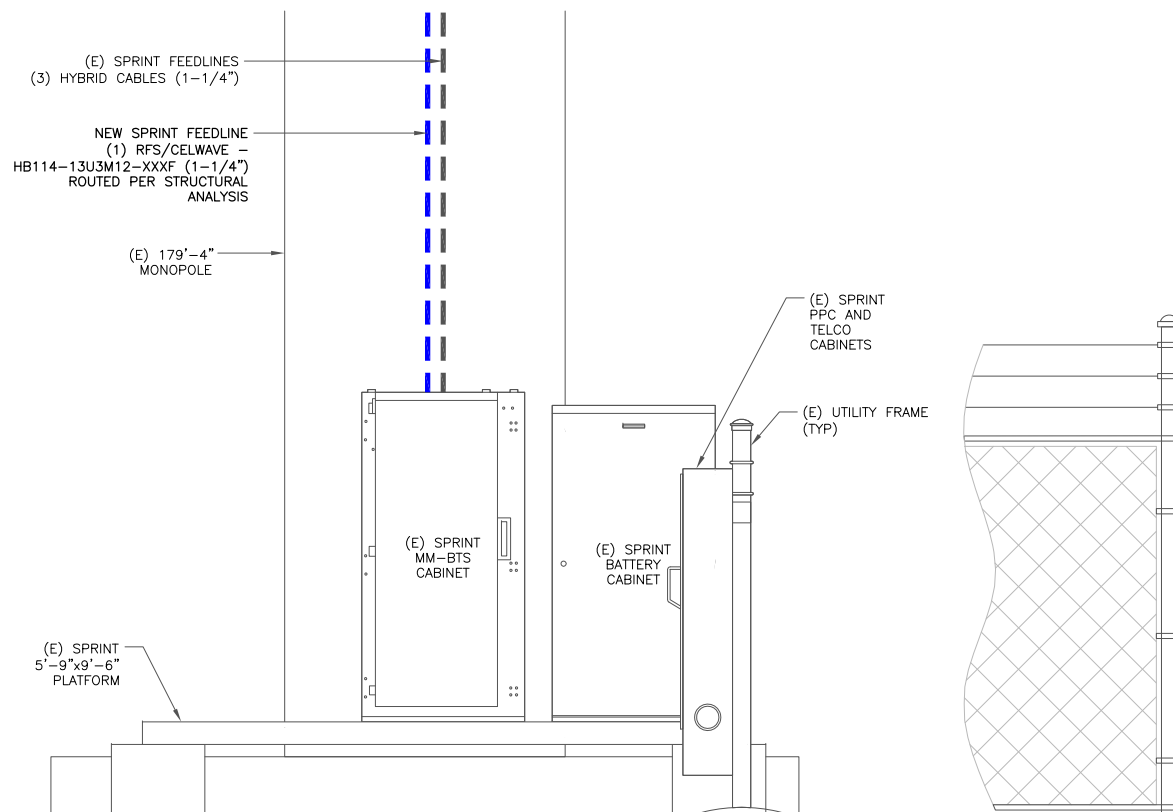 (E) SPRINT FEEDLINES
(3) HYBRID CABLES (1-1/4")
NEW SPRINT FEEDLINE
(1) RFS/CELWAVE -
HB114-13U3M12-XXXF (1-1/4")
ROUTED PER STRUCTURAL
ANALYSIS
(E) 179'-4"
MONOPOLE
(E) SPRINT
PPC AND
TELCO
CABINETS
(E) UTILITY FRAME
(TYP)
(E) SPRINT
MM-BTS
CABINET
(E) SPRINT
BATTERY
CABINET
(E) SPRINT
5'-9"x9'-6"
PLATFORM